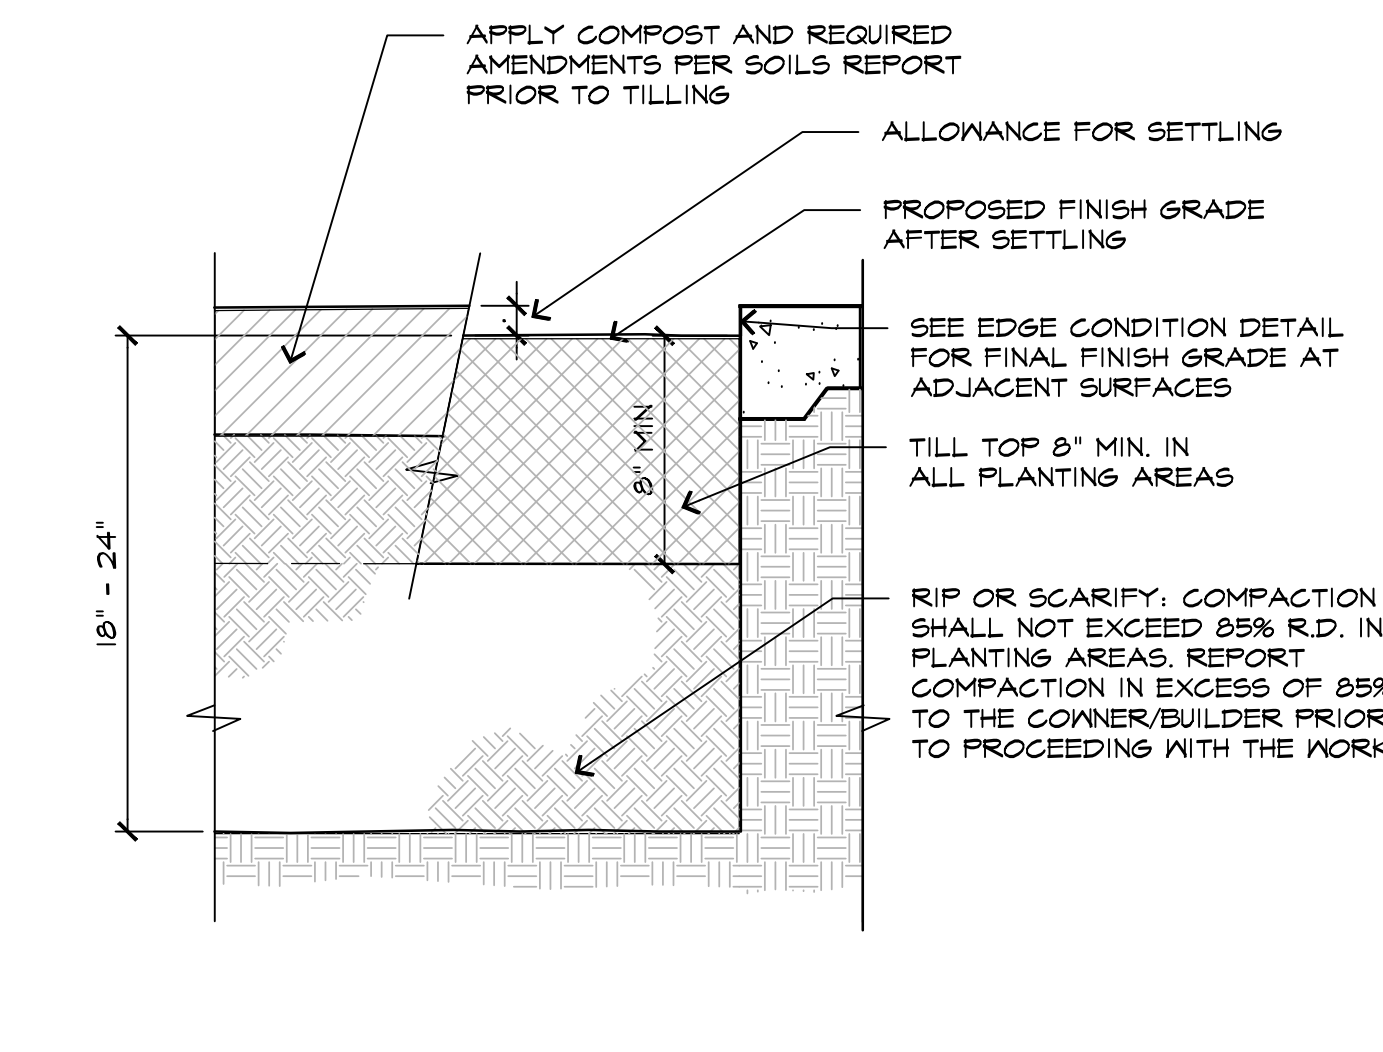 APPLY COMPOST AND REQUIRED
AMENDMENTS PER SOILS REPORT
PRIOR TO TILLING
ALLOWANCE FOR SETTLING
PROPOSED FINISH GRADE
AFTER SETTLING
SEE EDGE CONDITION DETAIL
FOR FINAL FINISH GRADE AT
ADJACENT SURFACES
8" MIN
TILL TOP 8" MIN. IN
ALL PLANTING AREAS
18" - 24"
RIP OR SCARIFY: COMPACTION
SHALL NOT EXCEED 85% R.D. IN
PLANTING AREAS. REPORT
COMPACTION IN EXCESS OF 85%
TO THE COWNER/BUILDER PRIOR
TO PROCEEDING WITH THE WORK